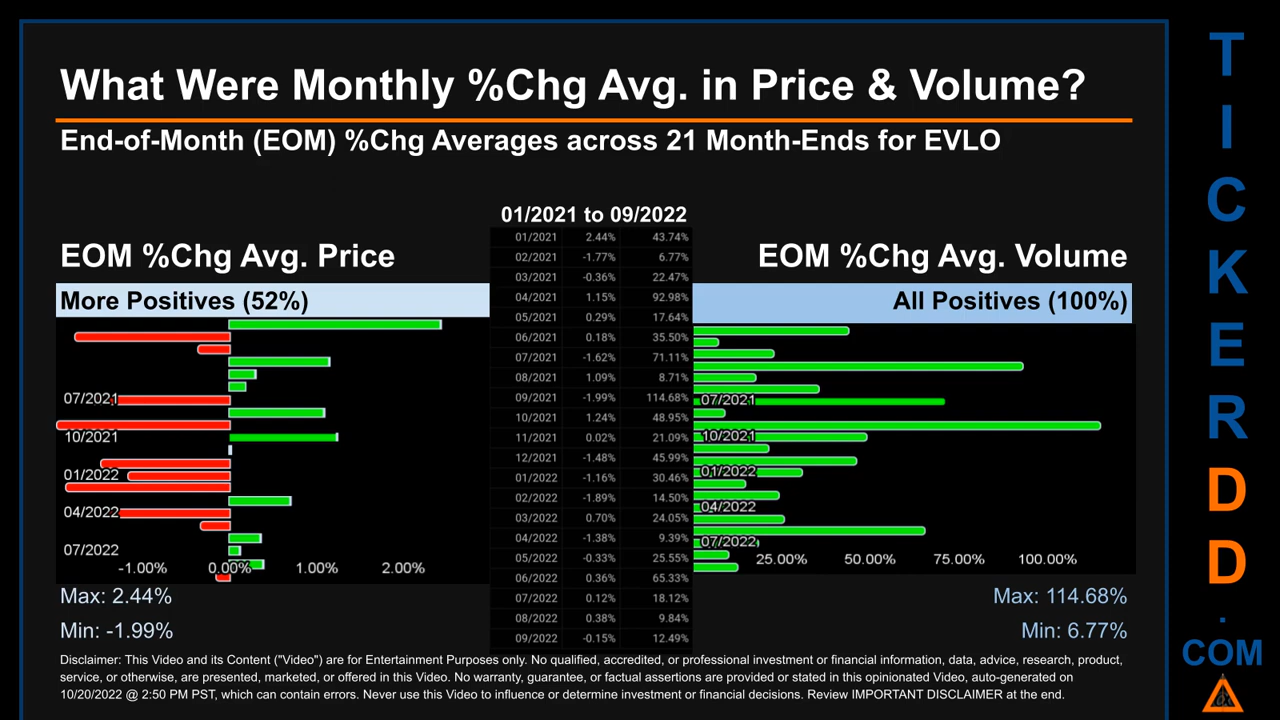 What Were Monthly %Chg Avg. in Price & Volume?
End-of-Month (EOM) %Chg Averages across 21 Month-Ends for EVLO
01/2021 to 09/2022
EOM %Chg Avg. Price
More Positives (52%)
07/2021
10/2021
01/2022
04/2022
07/2022
-1.00% 0.00% 1.00% 2.00%
Max: 2.44%
Min: -1.99%
01/2021 2.44% 43.74%
02/2021 -1.77% 6.77%
03/2021 -0.36% 22.47%
04/2021 1.15% 92.98%
05/2021 0.29% 17.64%
06/2021 0.18% 35.50%
07/2021 -1.62% 71.11%
08/2021 1.09% 8.71%
09/2021 -1.99% 114.68%
10/2021 1.24% 48.95%
11/2021 0.02% 21.09%
12/2021 -1.48% 45.99%
01/2022 -1.16% 30.46%
02/2022 -1.89% 14.50%
03/2022 0.70% 24.05%
04/2022 -1.38% 9.39%
05/2022 -0.33% 25.55%
06/2022 0.36% 65.33%
07/2022 0.12% 18.12%
08/2022 0.38% 9.84%
09/2022 -0.15% 12.49%
EOM %Chg Avg. Volume
All Positives (100%)
07/2021
10/2021
01/2022
04/2022
07/2022
25.00% 50.00% 75.00% 100.00%
Max: 114.68%
Min: 6.77%
Disclaimer: This Video and its Content ("Video") are for Entertainment Purposes only. No qualified, accredited, or professional investment or financial information, data, advice, research, product,
service, or otherwise, are presented, marketed, or offered in this Video. No warranty, guarantee, or factual assertions are provided or stated in this opinionated Video, auto-generated on
10/20/2022 @ 2:50 PM PST, which can contain errors. Never use this Video to influence or determine investment or financial decisions. Review IMPORTANT DISCLAIMER at the end.
T
I
C
K
E
R
D
D
.
COM